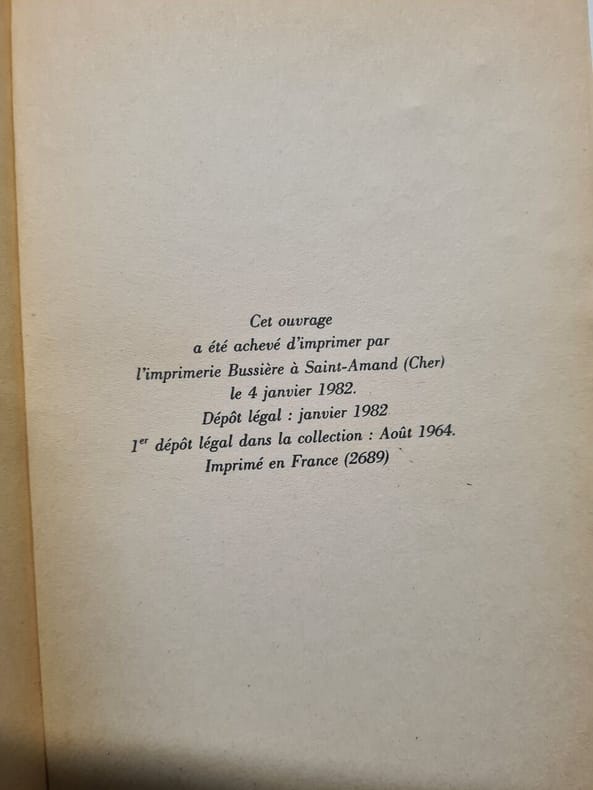 Cet ouvrage
a été achevé d'imprimer par
l'imprimerie Bussière à Saint-Amand (Cher)
le 4 janvier 1982.
Dépôt légal : janvier 1982
1er dépôt légal dans la collection : Août 1964.
Imprimé en France (2689)